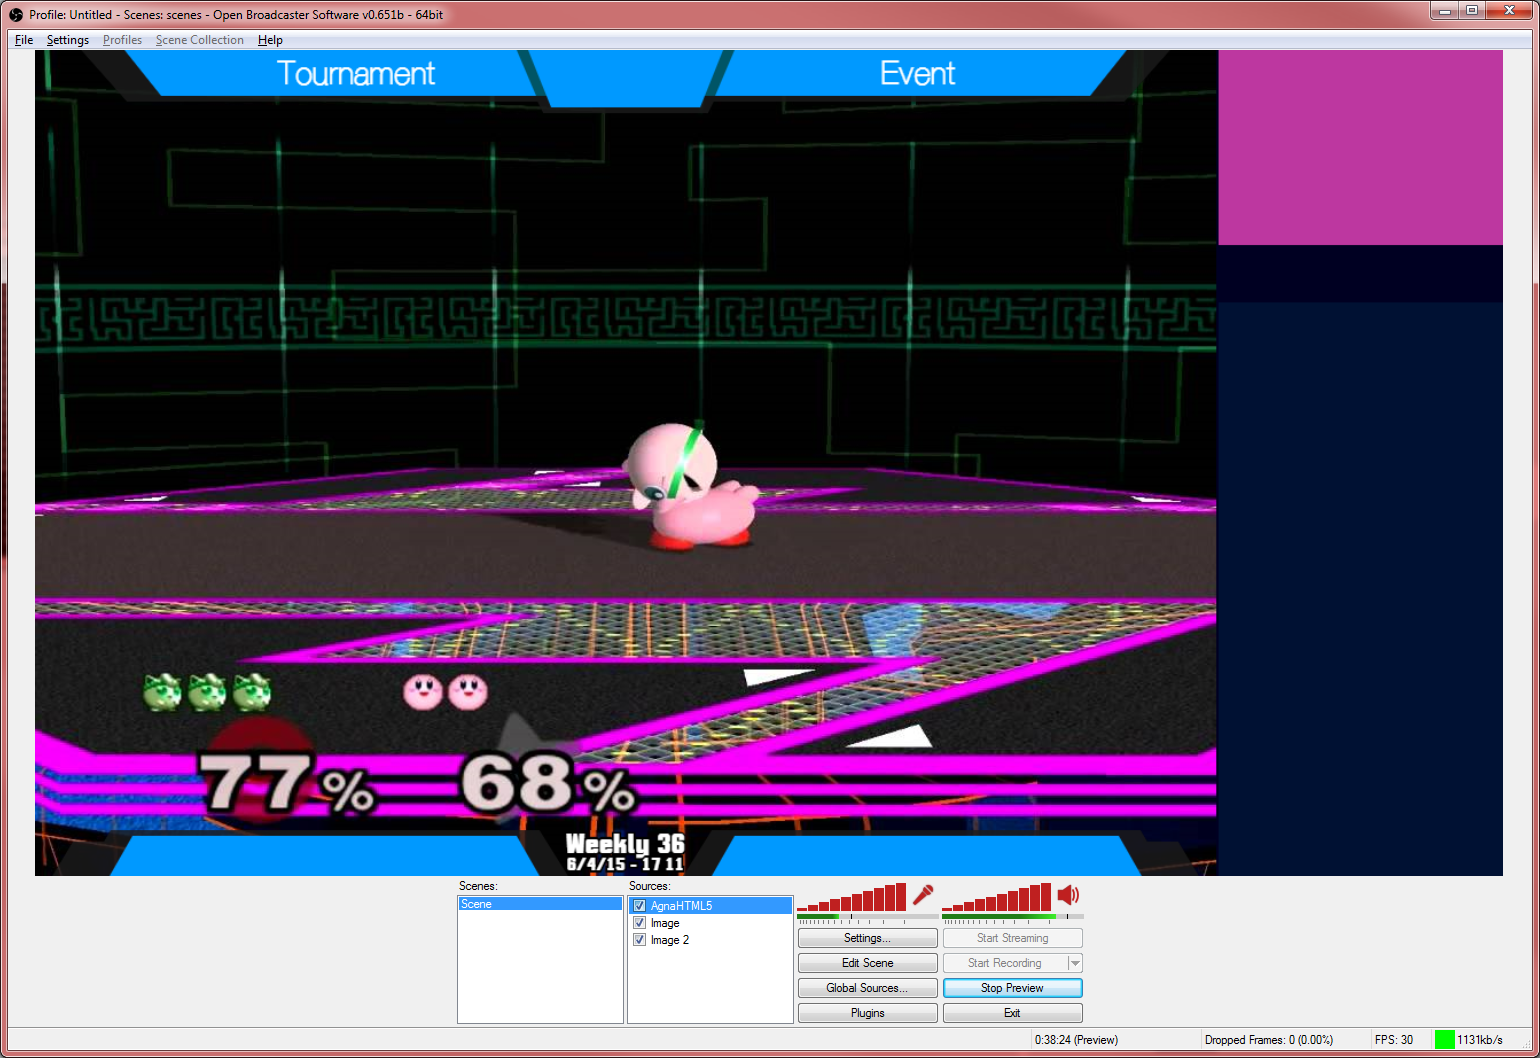 Profile: Untitled - Scenes: scenes - Open Broadcaster Software v0.651b - 64bit
File Settings Profiles Scene Collection Help
Tournament Event
77% 68%
Weekly 36
6/4/15 - 17 11
Scenes: Sources:
Scene
AgnaHTML5
Image
Image 2
Settings... Start Streaming
Edit Scene Start Recording
Global Sources... Stop Preview
Plugins Exit
0:38:24 (Preview) Dropped Frames: 0 (0.00%) FPS: 30 1131kb/s